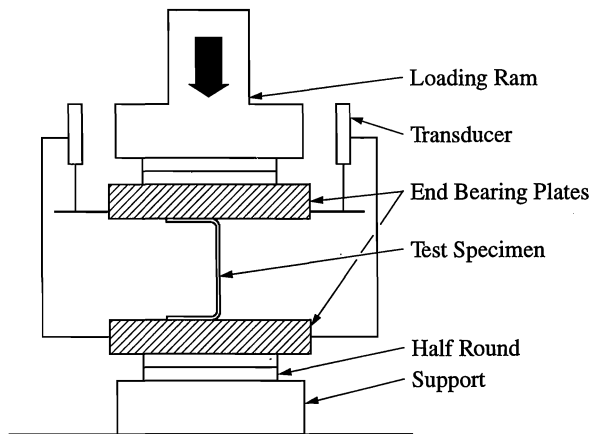 Loading Ram
Transducer
End Bearing Plates
Test Specimen
Half Round
Support